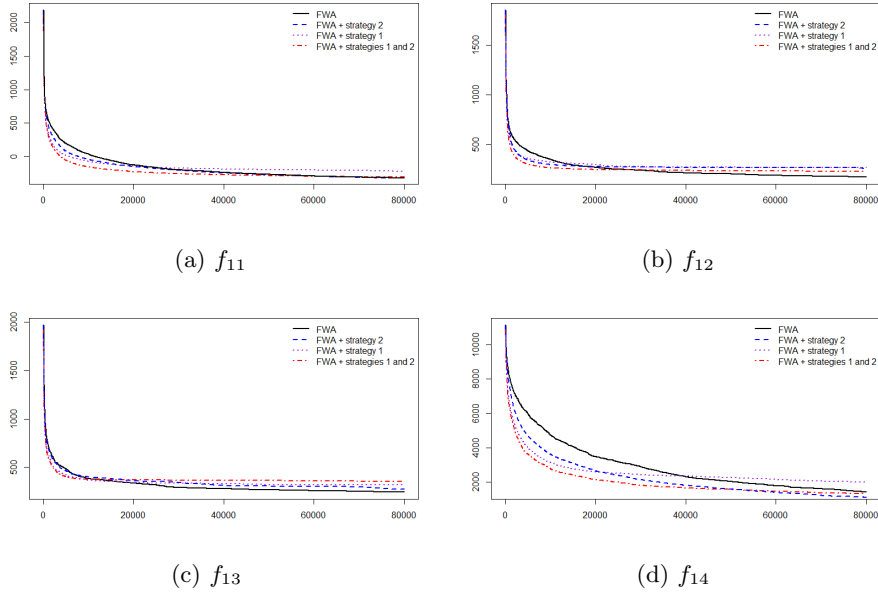 2000
1500
1000
500
0
FWA
FWA + strategy 2
FWA + strategy 1
FWA + strategies 1 and 2
0 20000 40000 60000 80000
(a) f11
1500
1000
500
FWA
FWA + strategy 2
FWA + strategy 1
FWA + strategies 1 and 2
0 20000 40000 60000 80000
(b) f12
2000
1500
1000
500
FWA
FWA + strategy 2
FWA + strategy 1
FWA + strategies 1 and 2
0 20000 40000 60000 80000
(c) f13
10000
8000
6000
4000
2000
FWA
FWA + strategy 2
FWA + strategy 1
FWA + strategies 1 and 2
0 20000 40000 60000 80000
(d) f14